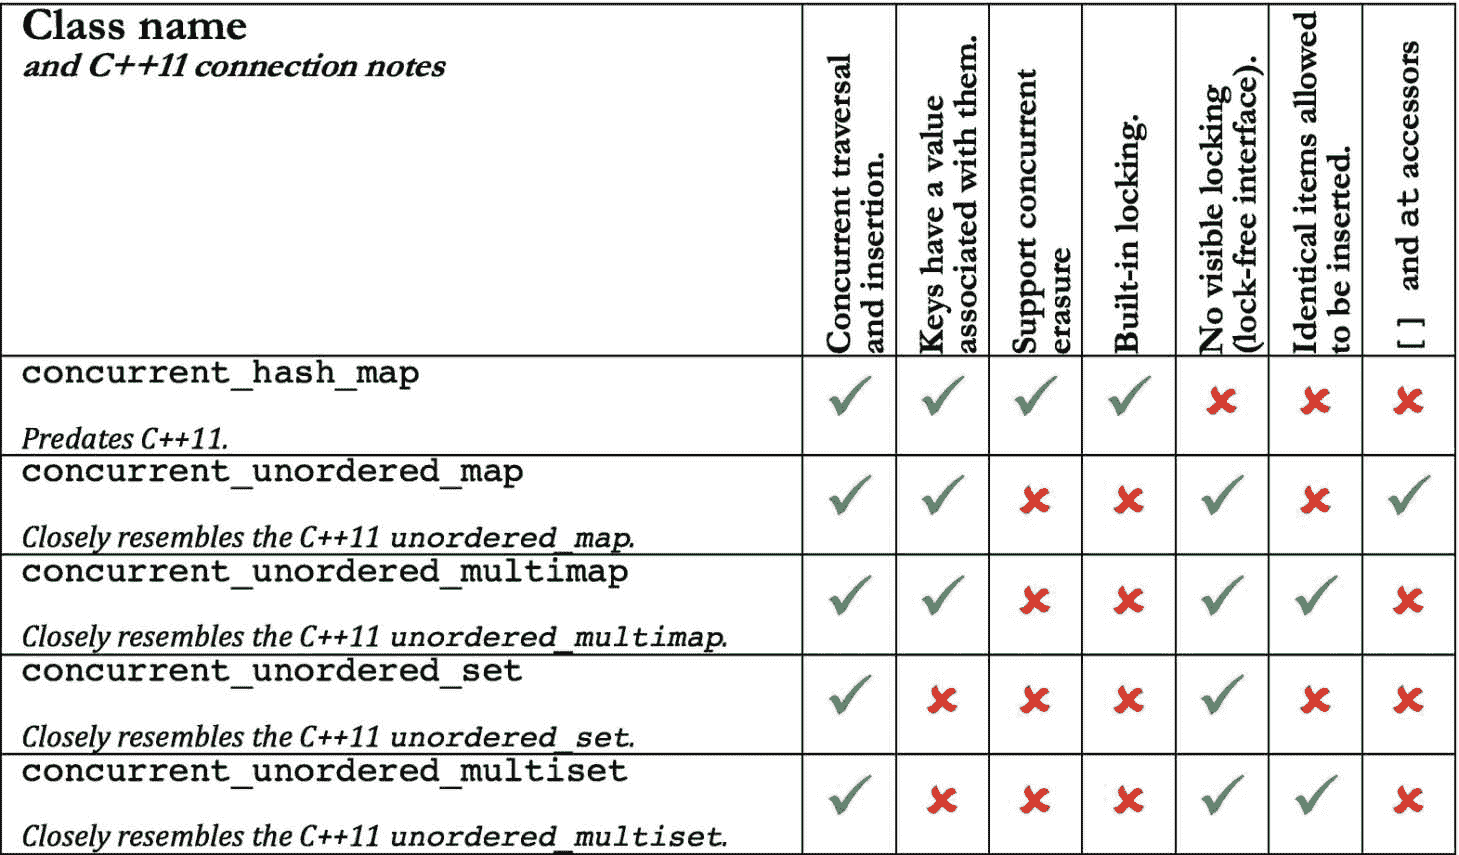 Class name
and C++11 connection notes
Concurrent traversal
and insertion.
Keys have a value
associated with them.
Support concurrent
erasure
Built-in locking.
No visible locking
(lock-free interface).
Identical items allowed
to be inserted.
[] and at accessors
concurrent_hash_map
Predates C++11.
concurrent_unordered_map
Closely resembles the C++11 unordered_map.
concurrent_unordered_multimap
Closely resembles the C++11 unordered_multimap.
concurrent_unordered_set
Closely resembles the C++11 unordered_set.
concurrent_unordered_multiset
Closely resembles the C++11 unordered_multiset.